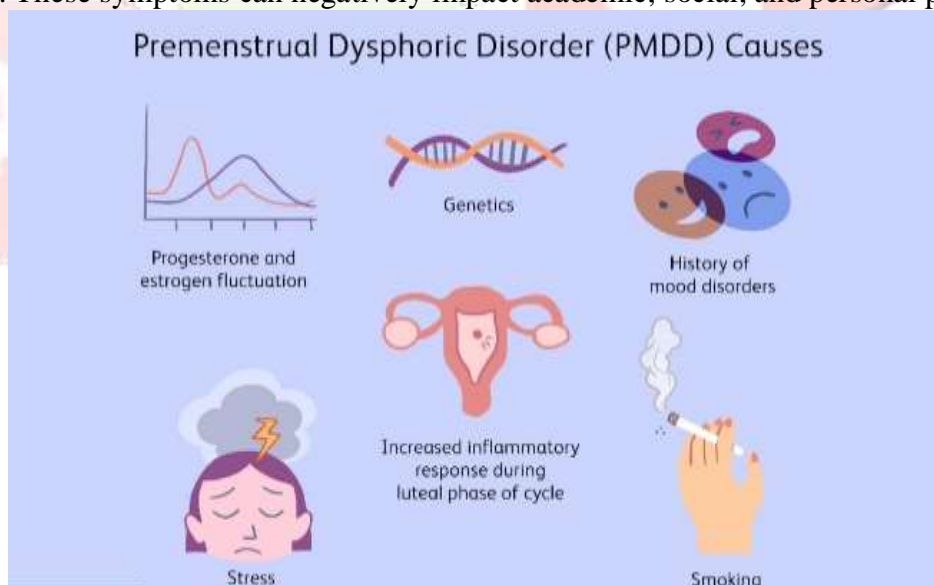 . These symptoms can negatively impact academic, social, and personal p
Premenstrual Dysphoric Disorder (PMDD) Causes
Progesterone and
estrogen fluctuation
Genetics
History of
mood disorders
Stress
Increased inflammatory
response during
luteal phase of cycle
Smoking